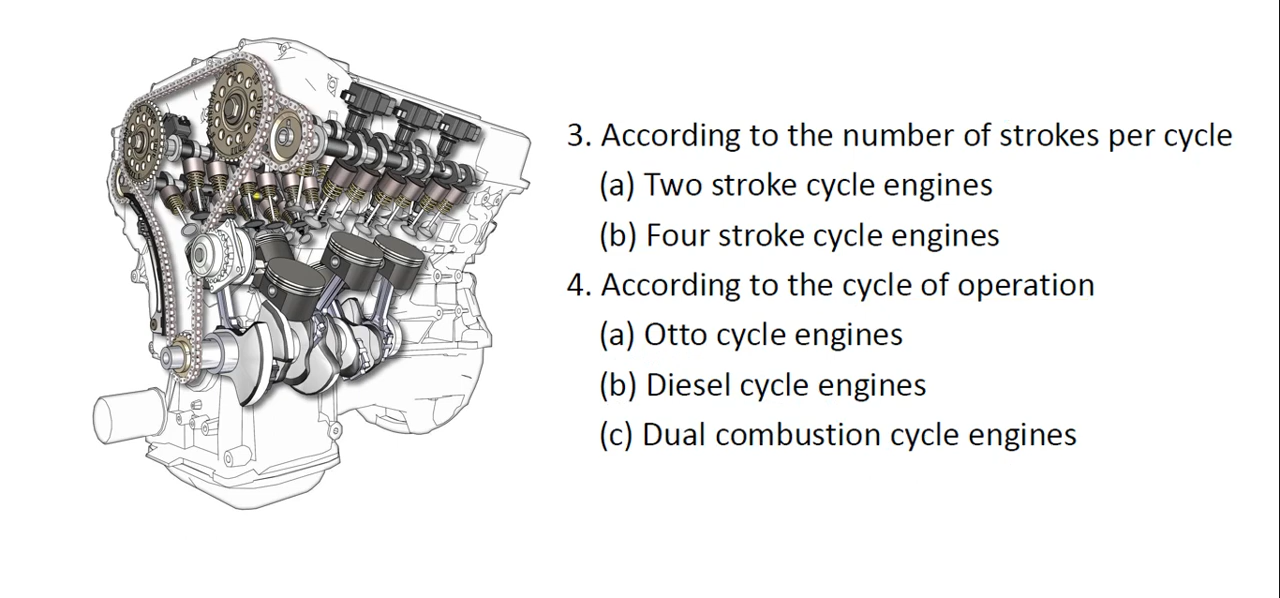 3. According to the number of strokes per cycle
(a) Two stroke cycle engines
(b) Four stroke cycle engines
4. According to the cycle of operation
(a) Otto cycle engines
(b) Diesel cycle engines
(c) Dual combustion cycle engines